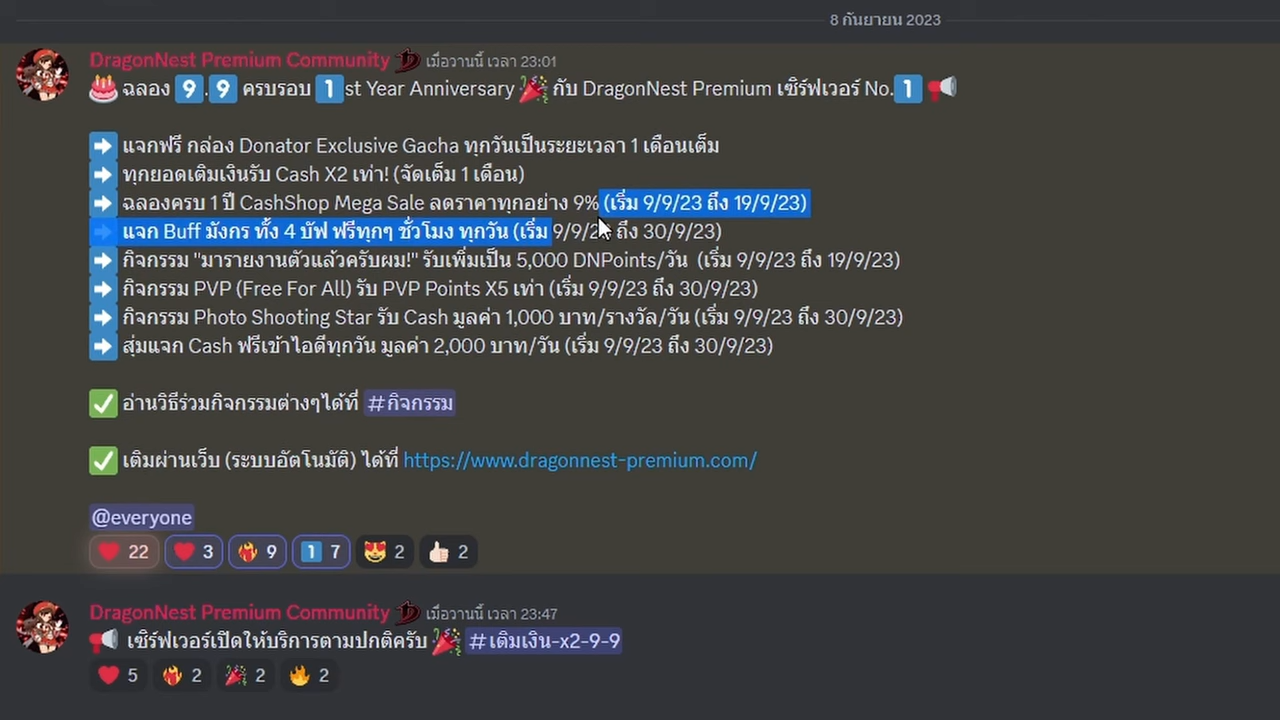 8 กันยายน 2023
DragonNest Premium Community เมื่อวานนี้ เวลา 23:01
🎂 ฉลอง 9.9 ครบรอบ 1st Year Anniversary 🎉 กับ DragonNest Premium เซิร์ฟเวอร์ No.1 📢
➡ แจกฟรี กล่อง Donator Exclusive Gacha ทุกวันเป็นระยะเวลา 1 เดือนเต็ม
➡ ทุกยอดเติมเงินรับ Cash X2 เท่า! (จัดเต็ม 1 เดือน)
➡ ฉลองครบ 1 ปี CashShop Mega Sale ลดราคาทุกอย่าง 9% (เริ่ม 9/9/23 ถึง 19/9/23)
➡ แจก Buff มังกร ทั้ง 4 บัฟ ฟรีทุกๆ ชั่วโมง ทุกวัน (เริ่ม 9/9/23 ถึง 30/9/23)
➡ กิจกรรม "มารายงานตัวแล้วครับผม!" รับเพิ่มเป็น 5,000 DNPoints/วัน (เริ่ม 9/9/23 ถึง 19/9/23)
➡ กิจกรรม PVP (Free For All) รับ PVP Points X5 เท่า (เริ่ม 9/9/23 ถึง 30/9/23)
➡ กิจกรรม Photo Shooting Star รับ Cash มูลค่า 1,000 บาท/รางวัล/วัน (เริ่ม 9/9/23 ถึง 30/9/23)
➡ สุ่มแจก Cash ฟรีเข้าไอดีทุกวัน มูลค่า 2,000 บาท/วัน (เริ่ม 9/9/23 ถึง 30/9/23)
✅ อ่านวิธีร่วมกิจกรรมต่างๆได้ที่ #กิจกรรม
✅ เติมผ่านเว็บ (ระบบอัตโนมัติ) ได้ที่ https://www.dragonnest-premium.com/
@everyone
22 3 9 1 7 2 2
DragonNest Premium Community เมื่อวานนี้ เวลา 23:47
📢 เซิร์ฟเวอร์เปิดให้บริการตามปกติครับ 🎉 #เติมเงิน-x2-9-9
5 2 2 2